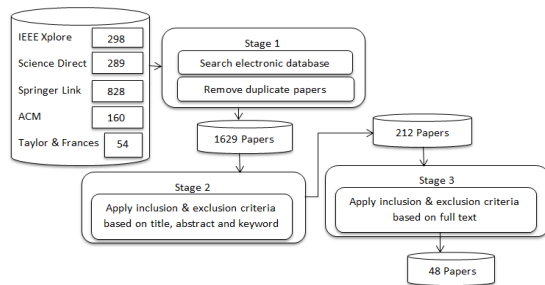 IEEE Xplore 298
Science Direct 289
Springer Link 828
ACM 160
Taylor & Frances 54
Stage 1
Search electronic database
Remove duplicate papers
1629 Papers
212 Papers
Stage 2
Apply inclusion & exclusion criteria
based on title, abstract and keyword
Stage 3
Apply inclusion & exclusion criteria
based on full text
48 Papers